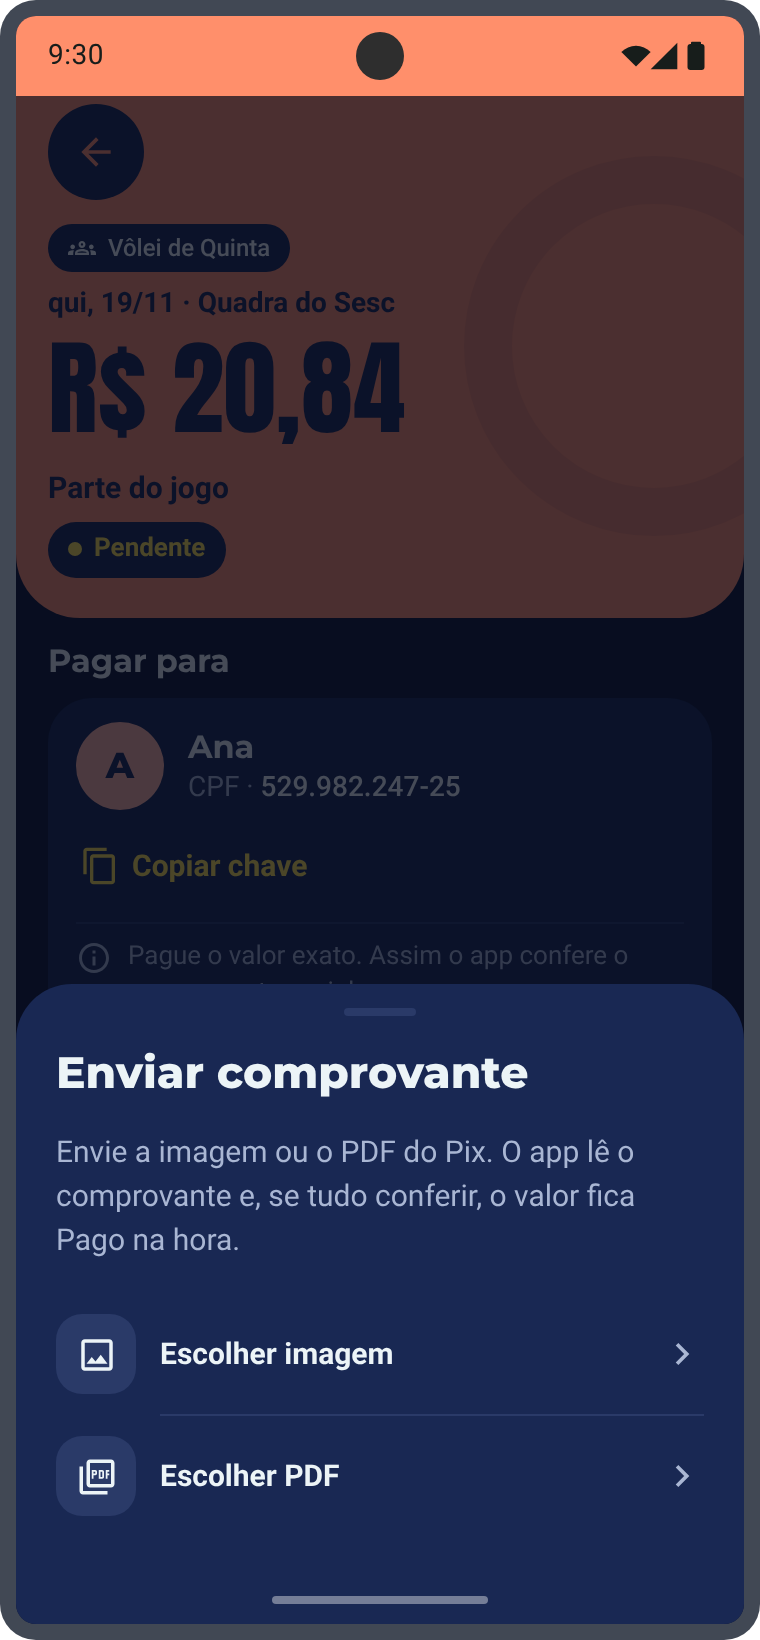 9:30
Vôlei de Quinta
qui, 19/11 · Quadra do Sesc
R$ 20,84
Parte do jogo
Pendente
Pagar para
A
Ana
CPF · 529.982.247-25
Copiar chave
Pague o valor exato. Assim o app confere o
Enviar comprovante
Envie a imagem ou o PDF do Pix. O app lê o
comprovante e, se tudo conferir, o valor fica
Pago na hora.
Escolher imagem
PDF
Escolher PDF